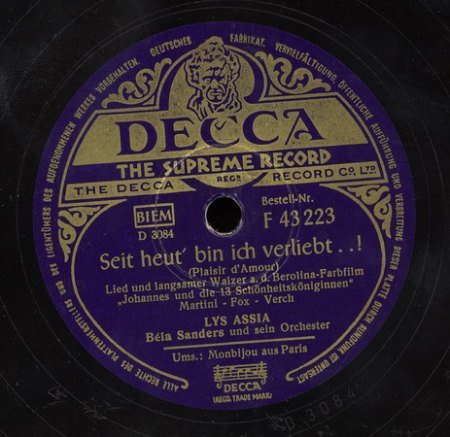 DEUTSCHES FABRIKAT. VERVIELFÄLTIGUNG, ÖFFENTLICHE AUFFÜHRUNG UND VERBREITUNG DIESER PLATTE DURCH RUNDFUNK IST UNTERSAGT
ALLE RECHTE DES PLATTENHERSTELLERS UND DES EIGENTÜMERS DES AUFGENOMMENEN WERKES VORBEHALTEN.
DECCA
THE SUPREME RECORD
THE DECCA REGD RECORD CO., LTD
BIEM
D 3084
Bestell-Nr.
F 43 223
Seit heut' bin ich verliebt . . !
(Plaisir d'Amour)
Lied und langsamer Walzer a. d. Berolina-Farbfilm
„Johannes und die 13 Schönheitsköniginnen"
Martini - Fox - Verch
LYS ASSIA
Béla Sanders und sein Orchester
Ums.: Monbijou aus Paris
DECCA
(REGD. TRADE MARK)
D 3084